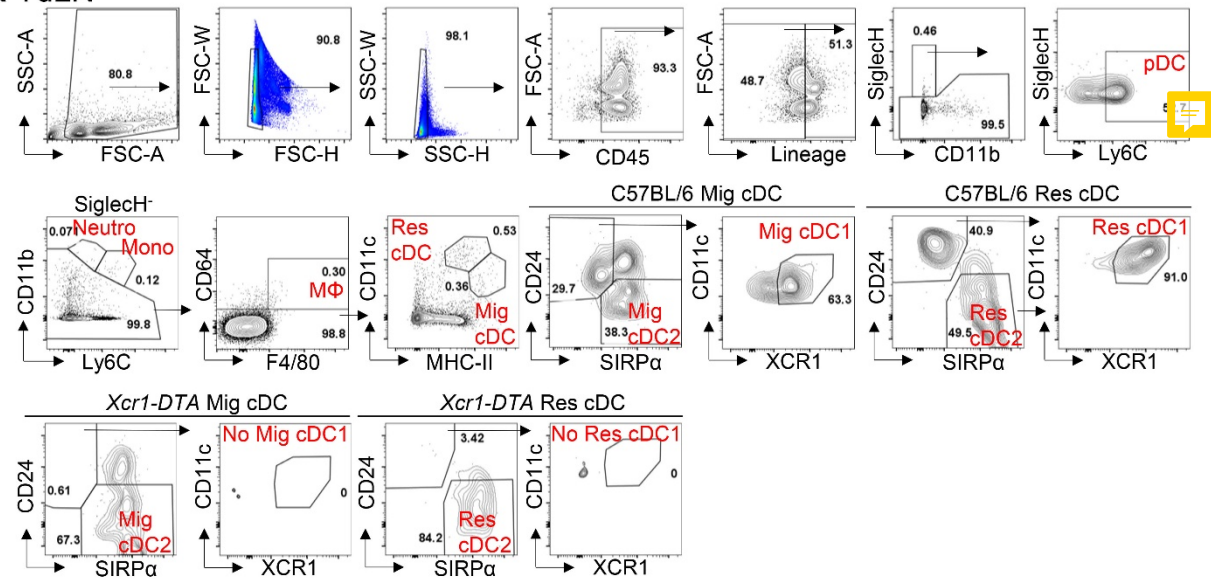 SSC-A
80.8
FSC-A
FSC-W
90.8
FSC-H
SSC-W
98.1
SSC-H
FSC-A
93.3
CD45
FSC-A
51.3
48.7
Lineage
SiglecH
0.46
99.5
CD11b
SiglecH
pDC
Ly6C
SiglecH-
CD11b
0.071
Neutro
Mono
0.12
99.8
Ly6C
CD64
0.30
MΦ
98.8
F4/80
CD11c
Res
cDC
0.53
0.36
Mig
cDC
MHC-II
C57BL/6 Mig cDC
CD24
29.7
38.3
Mig
cDC2
SIRPα
CD11c
Mig cDC1
63.3
XCR1
C57BL/6 Res cDC
CD24
40.9
49.5
Res
cDC2
SIRPα
CD11c
Res cDC1
91.0
XCR1
Xcr1-DTA Mig cDC
CD24
0.61
67.3
Mig
cDC2
SIRPα
CD11c
No Mig cDC1
0
XCR1
Xcr1-DTA Res cDC
CD24
3.42
84.2
Res
cDC2
SIRPα
CD11c
No Res cDC1
0
XCR1